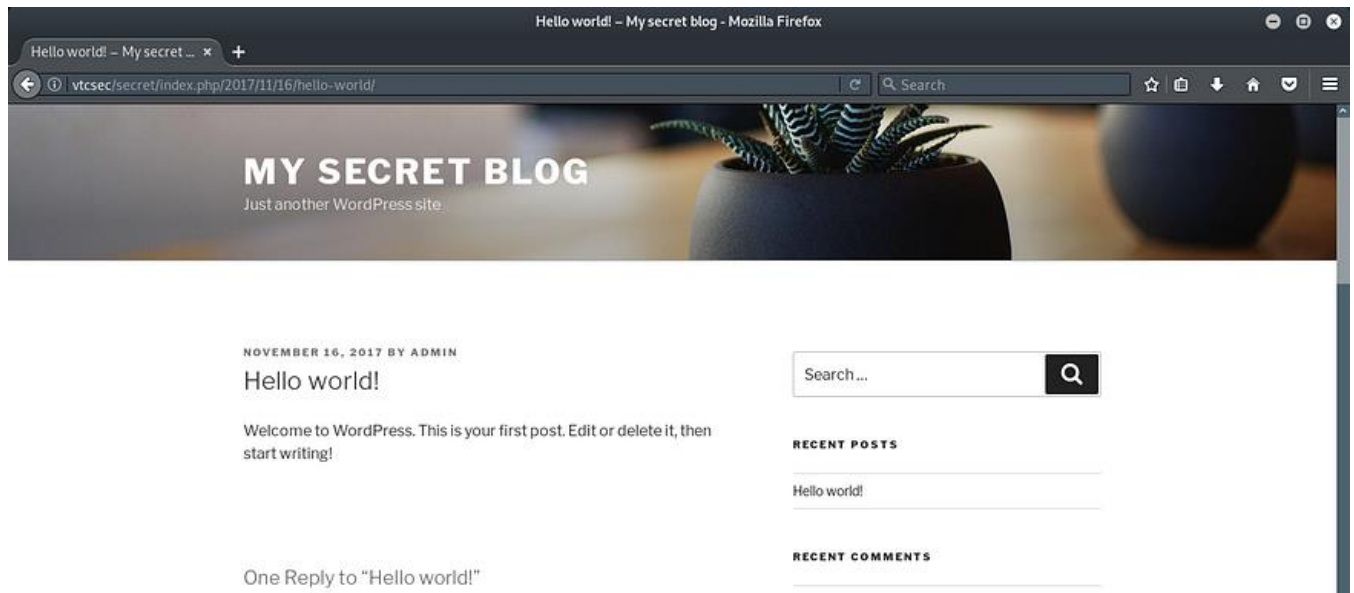 Hello world! – My secret blog - Mozilla Firefox
Hello world! – My secret ...
vtcsec/secret/index.php/2017/11/16/hello-world/
Search
MY SECRET BLOG
Just another WordPress site
NOVEMBER 16, 2017 BY ADMIN
Hello world!
Welcome to WordPress. This is your first post. Edit or delete it, then
start writing!
One Reply to “Hello world!”
Search ...
RECENT POSTS
Hello world!
RECENT COMMENTS